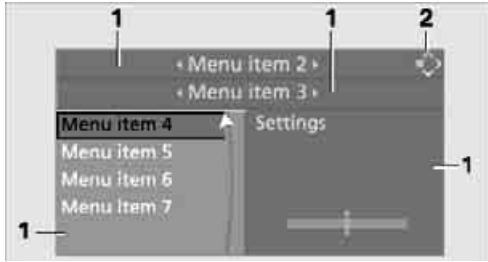 1 1 2
‹ Menu item 2 ›
‹ Menu item 3 ›
Menu item 4 Settings
Menu item 5
1
Menu item 6
Menu item 7
1